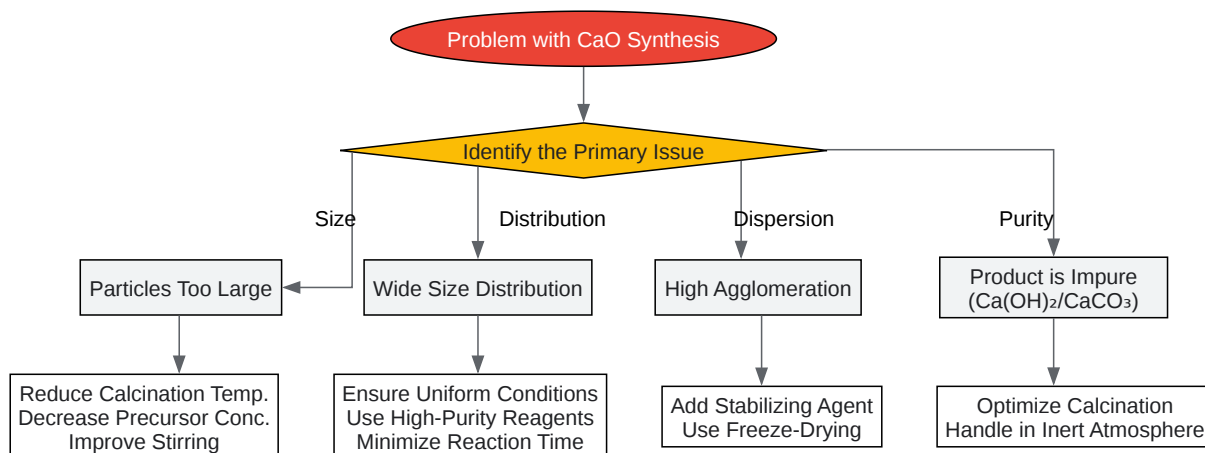 Problem with CaO Synthesis
Identify the Primary Issue
Size
Distribution
Dispersion
Purity
Particles Too Large
Wide Size Distribution
High Agglomeration
Product is Impure
(Ca(OH)₂/CaCO₃)
Reduce Calcination Temp.
Decrease Precursor Conc.
Improve Stirring
Ensure Uniform Conditions
Use High-Purity Reagents
Minimize Reaction Time
Add Stabilizing Agent
Use Freeze-Drying
Optimize Calcination
Handle in Inert Atmosphere